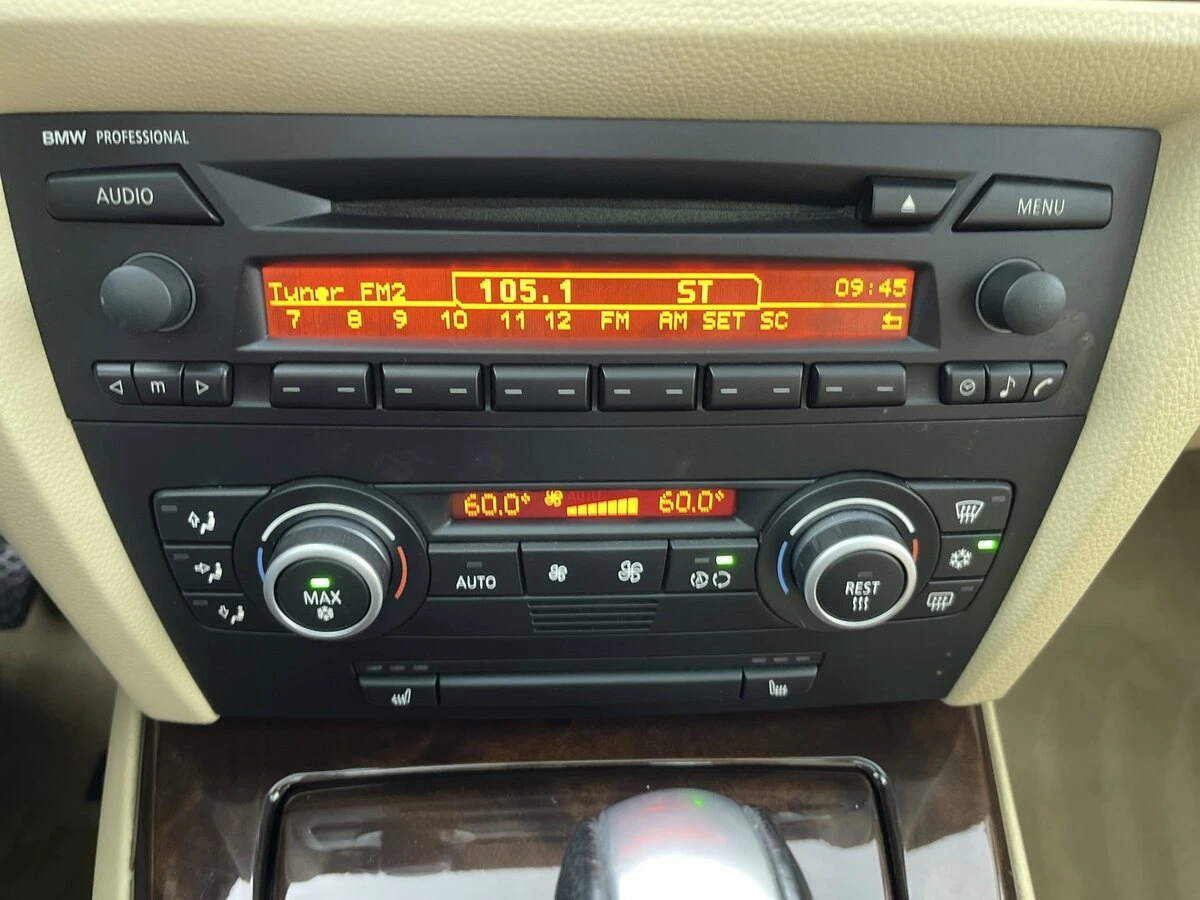 BMW PROFESSIONAL
AUDIO
MENU
Tuner FM2 105.1 ST 09:45
7 8 9 10 11 12 FM AM SET SC
m
60.0° AUTO 60.0°
MAX
AUTO
REST